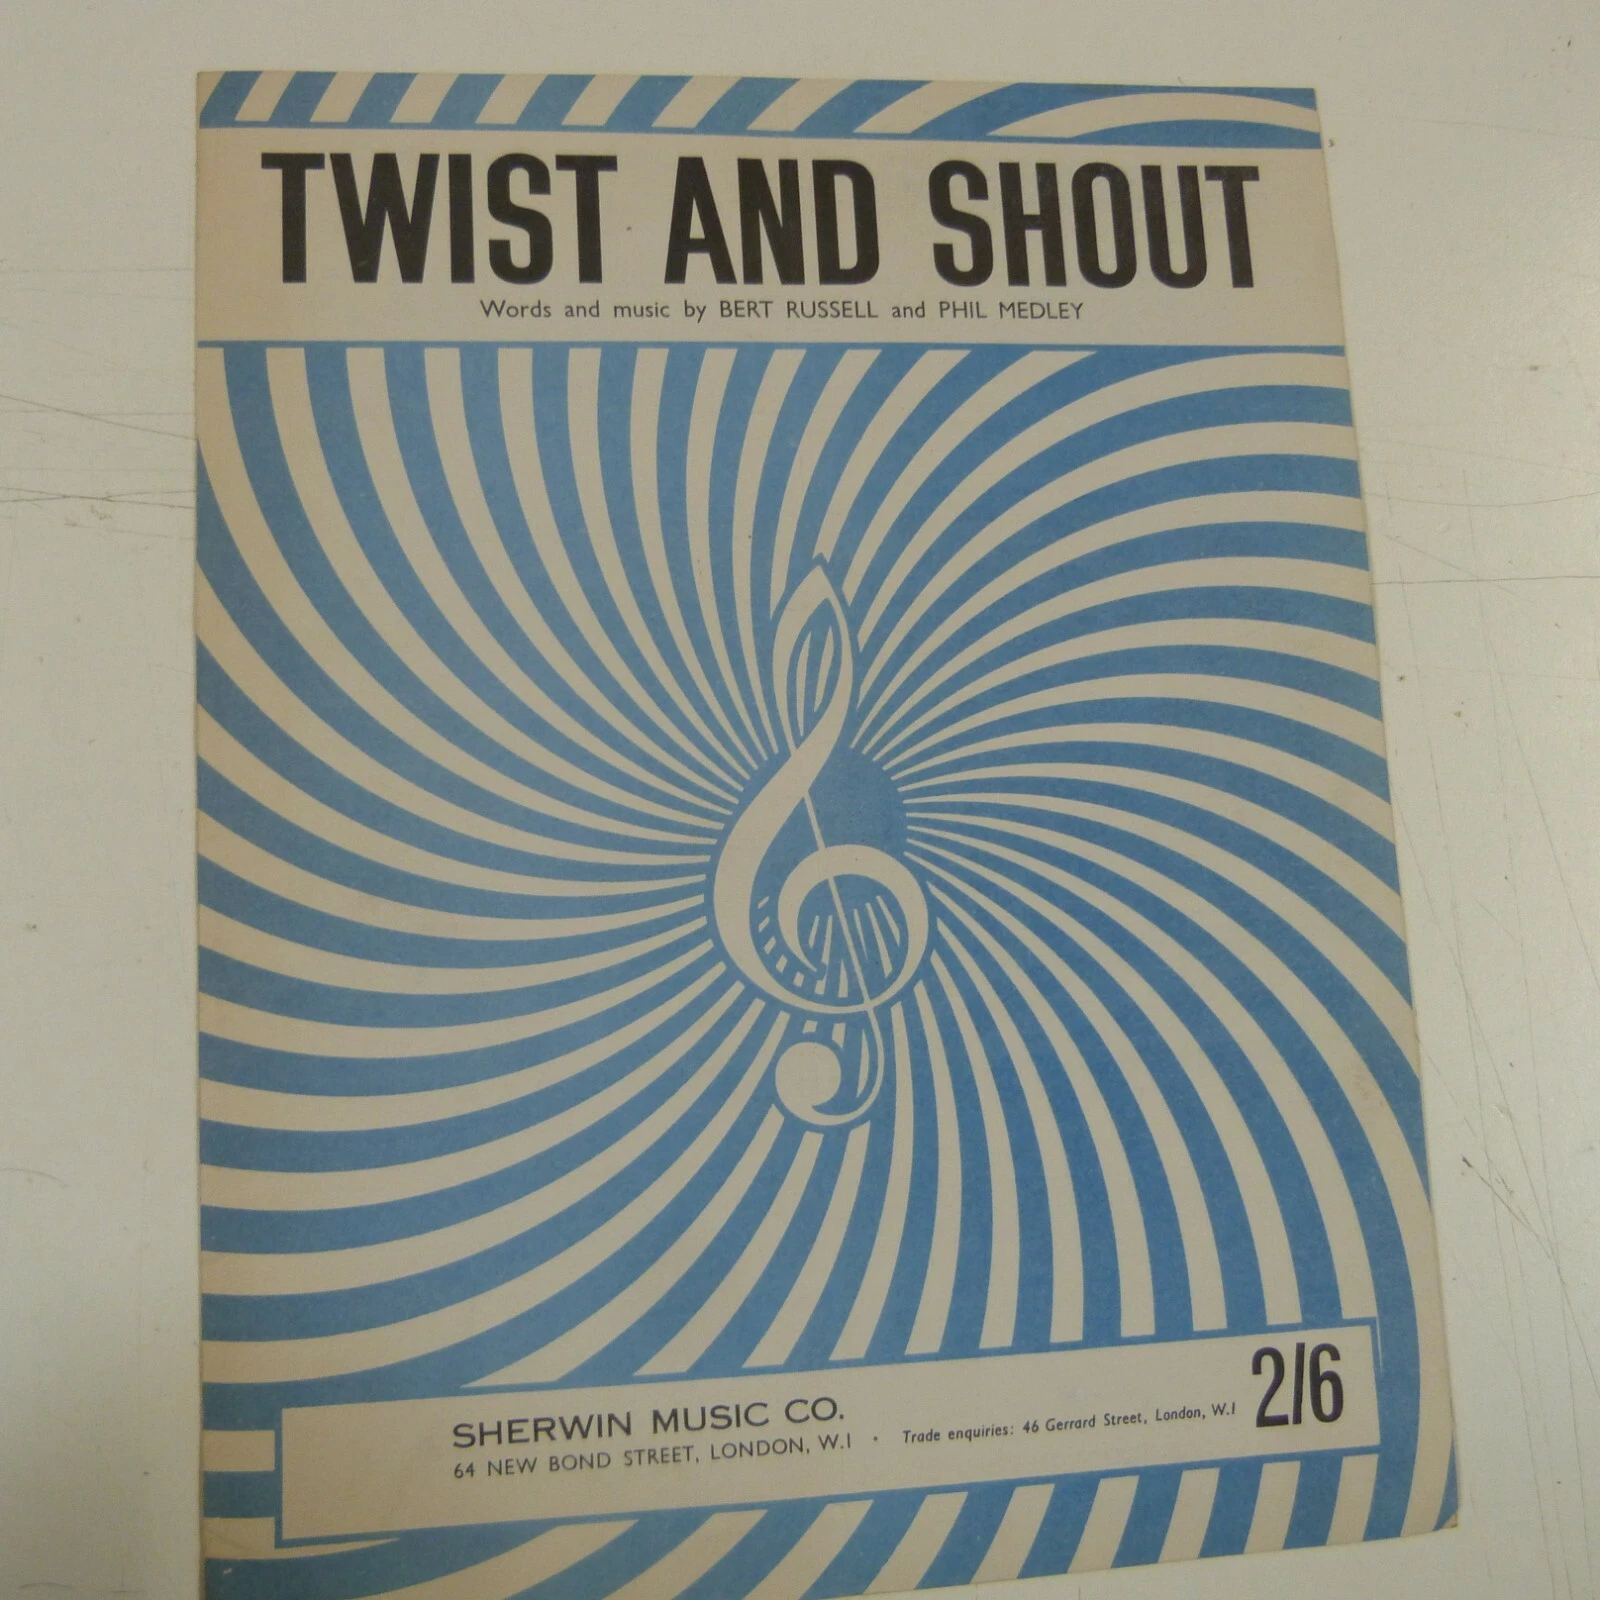 TWIST AND SHOUT
Words and music by BERT RUSSELL and PHIL MEDLEY
SHERWIN MUSIC CO.
64 NEW BOND STREET, LONDON, W.1 • Trade enquiries: 46 Gerrard Street, London, W.1
2/6